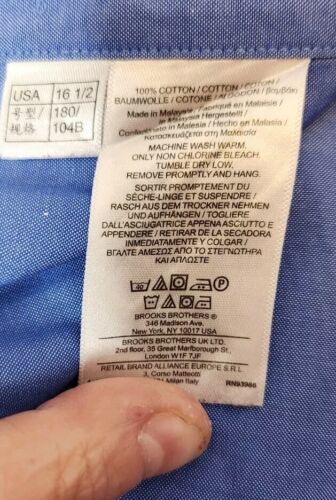 USA 16 1/2
号型/ 180/
规格 104B
100% COTTON / COTTON / COTON /
BAUMWOLLE / COTONE / ALGODON / βαμβάκι
Made in Malaysia / Fabriqué en Malaisie /
In Malaysia Hergestellt /
Confezionato in Malesia / Hecho En Malasia /
Κατασκευάζεται στη Μαλαισία
MACHINE WASH WARM.
ONLY NON CHLORINE BLEACH.
TUMBLE DRY LOW.
REMOVE PROMPTLY AND HANG.
SORTIR PROMPTEMENT DU
SÈCHE-LINGE ET SUSPENDRE /
RASCH AUS DEM TROCKNER NEHMEN
UND AUFHÄNGEN / TOGLIERE
DALL'ASCIUGATRICE APPENA ASCIUTTO E
APPENDERE / RETIRAR DE LA SECADORA
INMEDIATAMENTE Y COLGAR /
ΒΓΑΛΤΕ ΑΜΕΣΩΣ ΑΠΟ ΤΟ ΣΤΕΓΝΩΤΗΡΑ
ΚΑΙ ΑΠΛΩΣΤΕ
BROOKS BROTHERS ®
346 Madison Ave.
New York, NY 10017 USA
BROOKS BROTHERS UK LTD.
2nd floor, 35 Great Marlborough St.
London W1F 7JF
RETAIL BRAND ALLIANCE EUROPE S.R.L
3, Corso Matteotti
Milan Italy RN93986